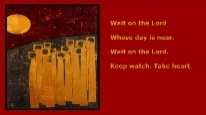 Wait on the Lord
Whose day is near.
Wait on the Lord.
Keep watch. Take heart.